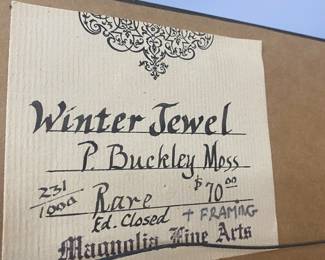 Winter Jewel
P. Buckley Moss
231/1000 Rare $70.00
Ed. Closed + FRAMING
Magnolia Fine Arts